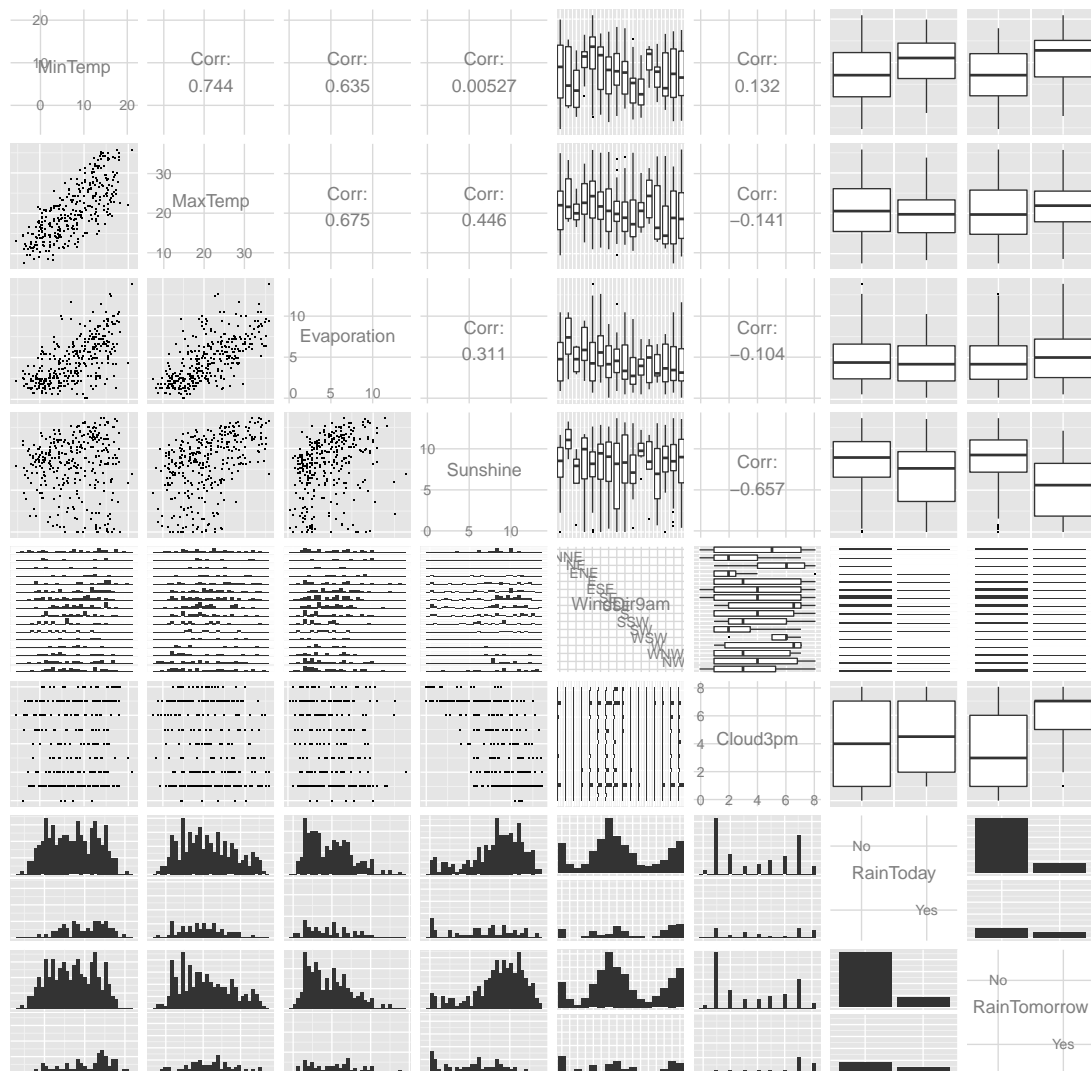 20
MinTemp
10
0 10 20
Corr:
0.744
Corr:
0.635
Corr:
0.00527
Corr:
0.132
30
MaxTemp
20
10
10 20 30
Corr:
0.675
Corr:
0.446
Corr:
−0.141
10
Evaporation
5
0
0 5 10
Corr:
0.311
Corr:
−0.104
10
Sunshine
5
0
0 5 10
Corr:
−0.657
NNE
NE
ENE
E
ESE
SE
SSE
S
WindDir9am
SSW
SW
WSW
W
WNW
NW
8
6
Cloud3pm
4
2
0
0 2 4 6 8
No
RainToday
Yes
No
RainTomorrow
Yes